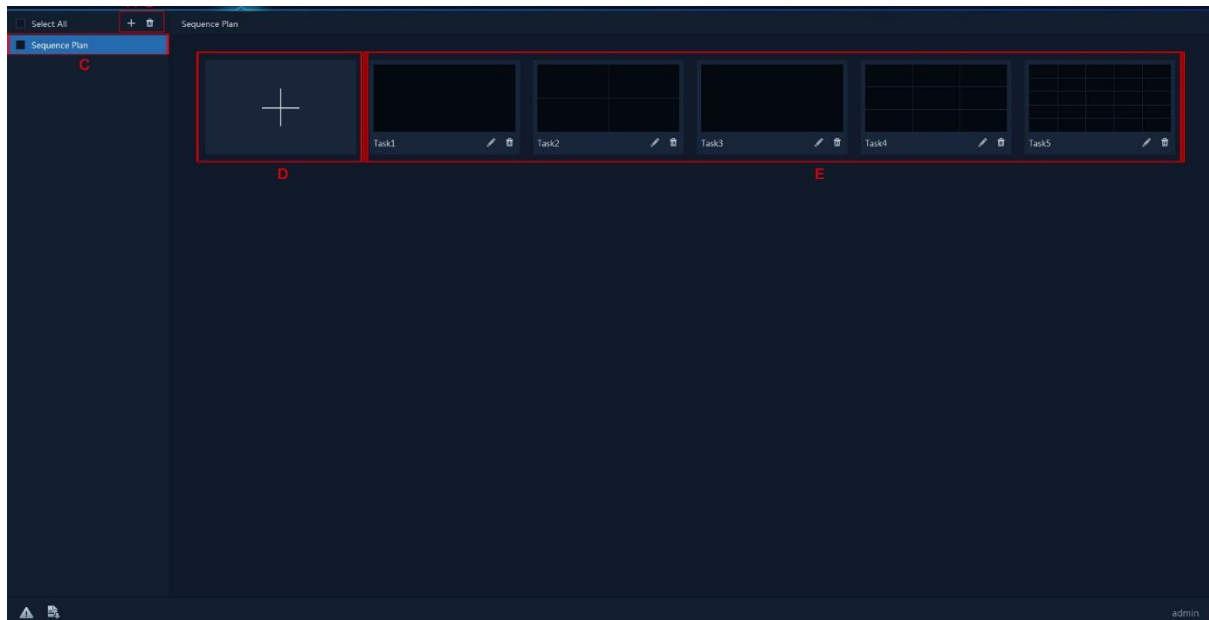 Select All
Sequence Plan
Sequence Plan
C
Task1
Task2
Task3
Task4
Task5
D
E
admin